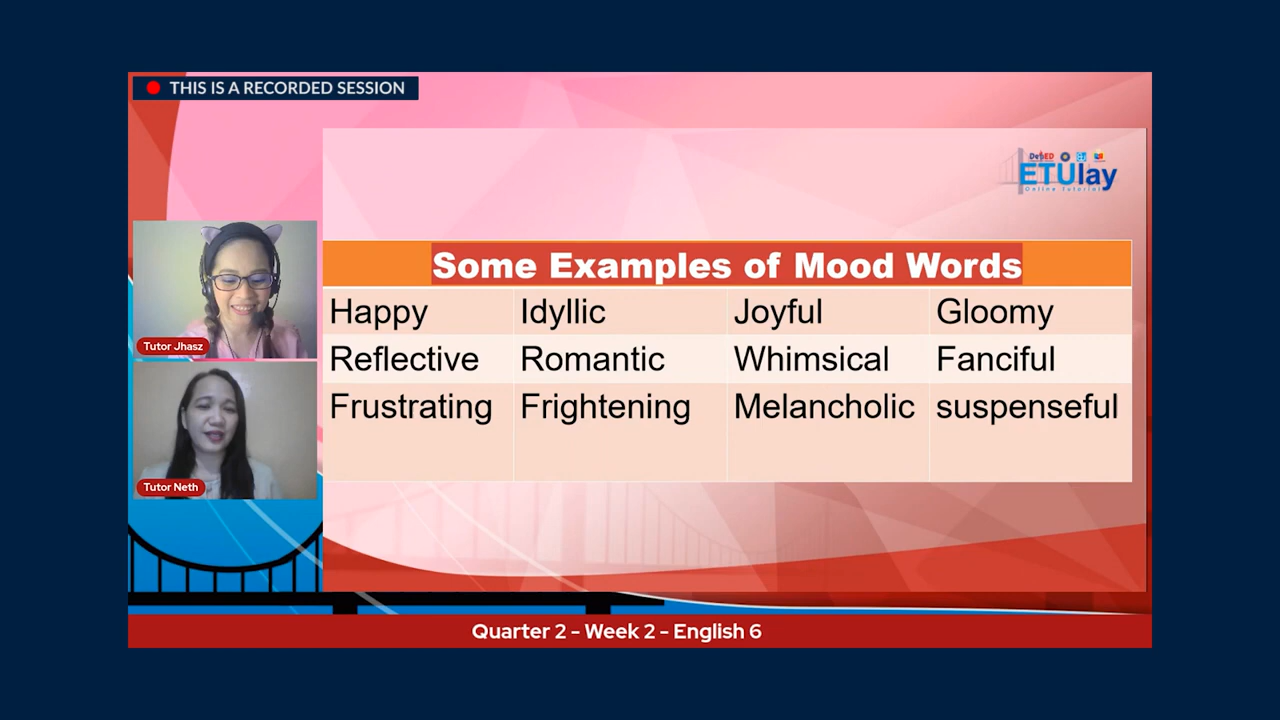 THIS IS A RECORDED SESSION
DepED
ETUlay
Online Tutorial
Some Examples of Mood Words
Happy Idyllic Joyful Gloomy
Reflective Romantic Whimsical Fanciful
Frustrating Frightening Melancholic suspenseful
Tutor Jhasz
Tutor Neth
Quarter 2 - Week 2 - English 6